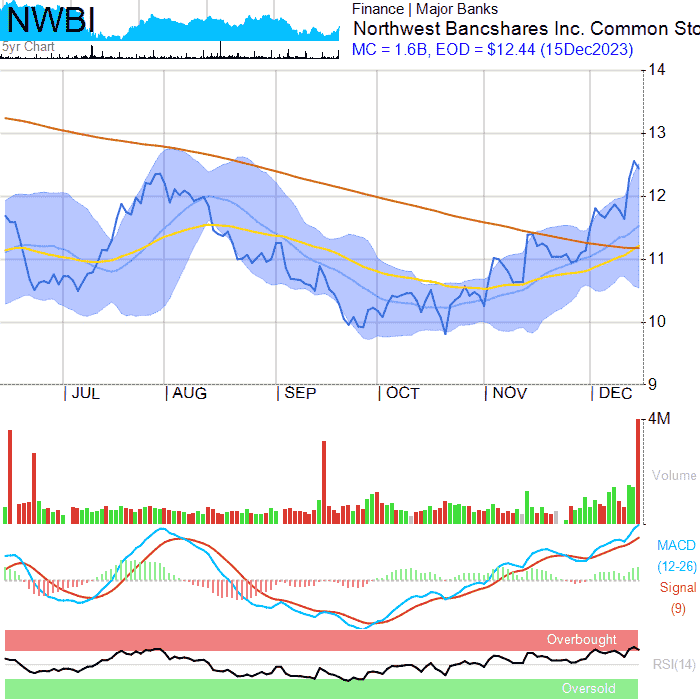 NWBI
5yr Chart
Finance | Major Banks
Northwest Bancshares Inc. Common Sto
MC = 1.6B, EOD = $12.44 (15Dec2023)
14
13
12
11
10
9
| JUL | AUG | SEP | OCT | NOV | DEC
4M
Volume
MACD
(12-26)
Signal
(9)
Overbought
RSI(14)
Oversold